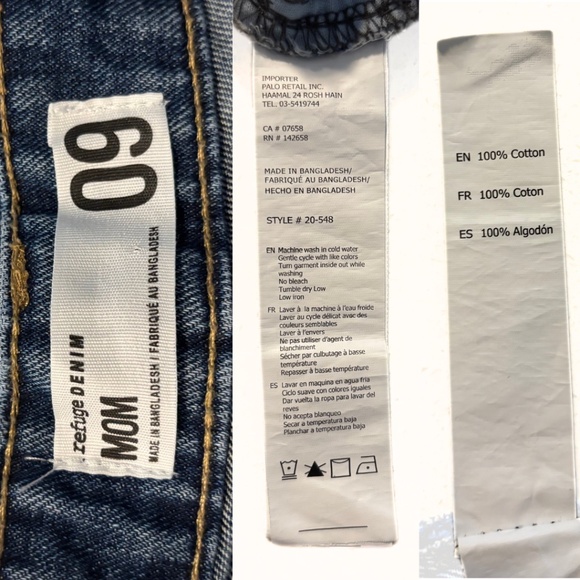 09
refuge DENIM
MOM
MADE IN BANGLADESH / FABRIQUÉ AU BANGLADESH
IMPORTER
PALO RETAIL INC.
HAAMAL 24 ROSH HAIN
TEL. 03-5419744
CA # 07658
RN # 142658
MADE IN BANGLADESH/
FABRIQUÉ AU BANGLADESH/
HECHO EN BANGLADESH
STYLE # 20-548
EN Machine wash in cold water
Gentle cycle with like colors
Turn garment inside out while
washing
No bleach
Tumble dry Low
Low iron
FR Laver à la machine à l'eau froide
Laver au cycle délicat avec des
couleurs semblables
Laver à l'envers
Ne pas utiliser d'agent de
blanchiment
Sécher par culbutage à basse
température
Repasser à basse température
ES Lavar en maquina en agua fria
Ciclo suave con colores iguales
Dar vuelta la ropa para lavar del
reves
No acepta blanqueo
Secar a temperatura baja
Planchar a temperatura baja
EN 100% Cotton
FR 100% Coton
ES 100% Algodón